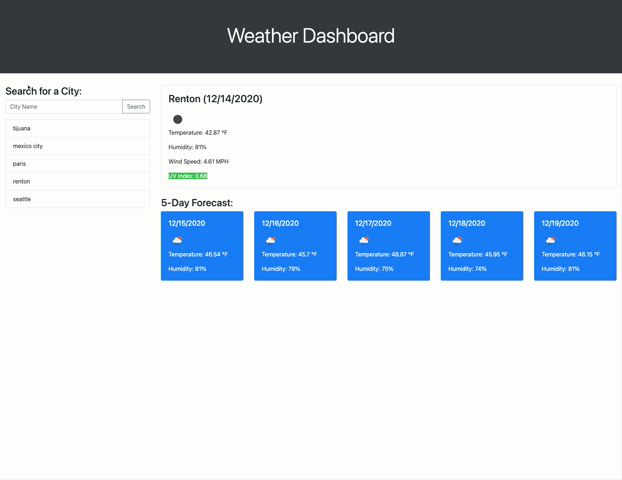 Weather Dashboard
Search for a City:
City Name
Search
tijuana
mexico city
paris
renton
seattle
Renton (12/14/2020)
Temperature: 42.87 °F
Humidity: 81%
Wind Speed: 4.61 MPH
UV Index: 0.68
5-Day Forecast:
12/15/2020
Temperature: 46.54 °F
Humidity: 81%
12/16/2020
Temperature: 45.7 °F
Humidity: 78%
12/17/2020
Temperature: 48.87 °F
Humidity: 75%
12/18/2020
Temperature: 45.95 °F
Humidity: 74%
12/19/2020
Temperature: 46.15 °F
Humidity: 81%